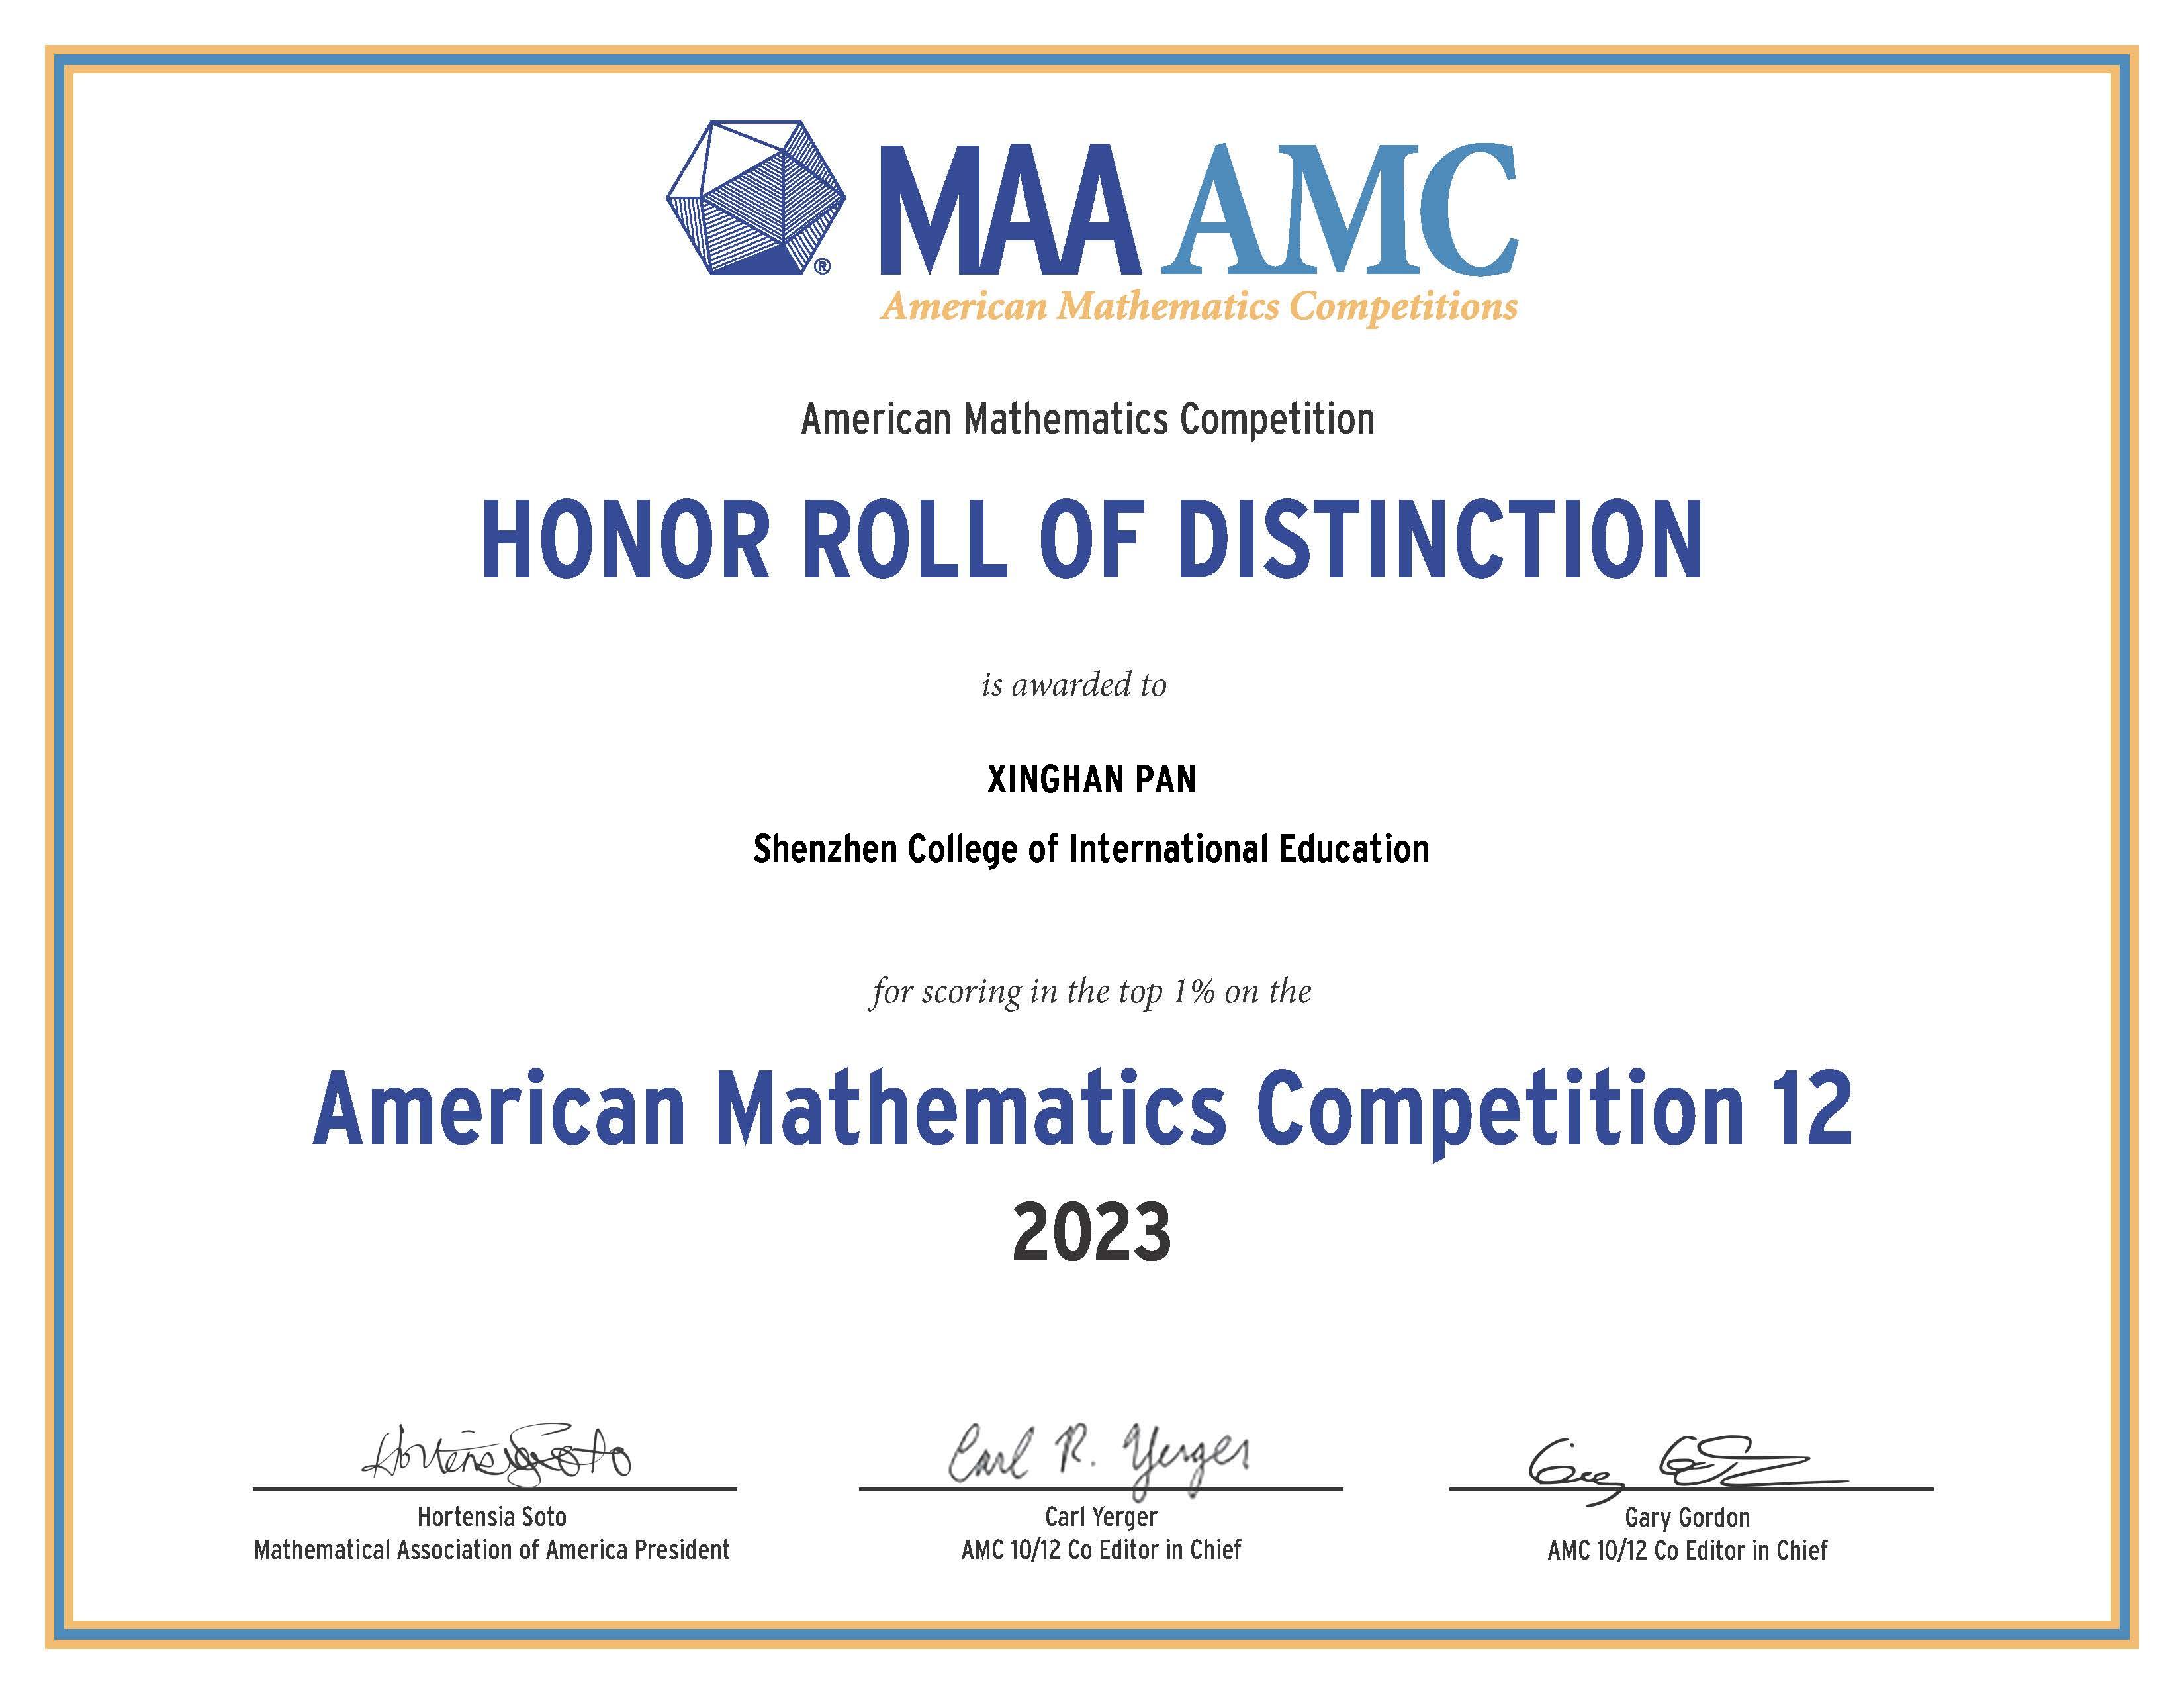 MAA AMC
American Mathematics Competitions
American Mathematics Competition
HONOR ROLL OF DISTINCTION
is awarded to
XINGHAN PAN
Shenzhen College of International Education
for scoring in the top 1% on the
American Mathematics Competition 12
2023
Hortensia Soto
Carl R. Yerger
Hortensia Soto
Mathematical Association of America President
Carl Yerger
AMC 10/12 Co Editor in Chief
Gary Gordon
AMC 10/12 Co Editor in Chief